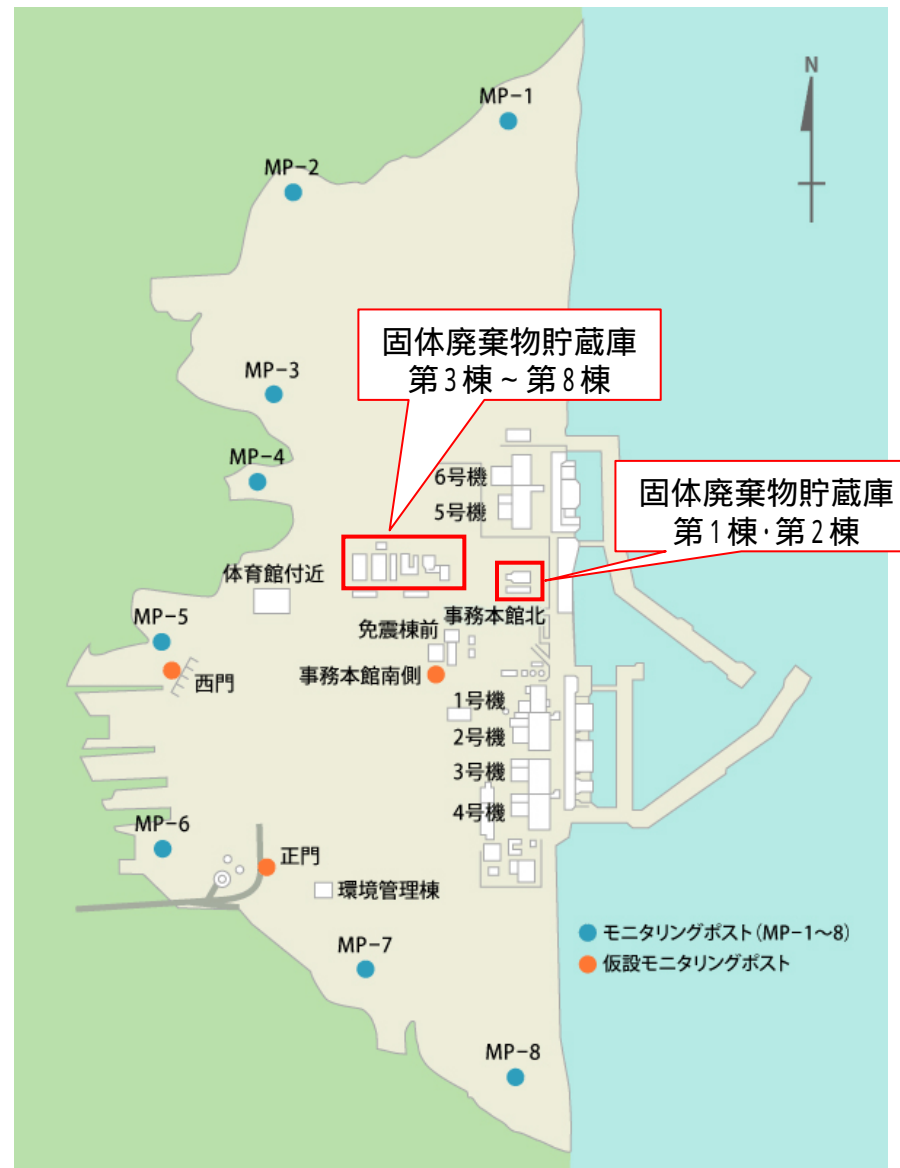 N
MP-1
MP-2
固体廃棄物貯蔵庫
第3棟~第8棟
MP-3
MP-4
6号機
5号機
固体廃棄物貯蔵庫
第1棟・第2棟
体育館付近
MP-5
事務本館北
免震棟前
西門
事務本館南側
1号機
2号機
3号機
4号機
MP-6
正門
環境管理棟
モニタリングポスト(MP-1~8)
MP-7
仮設モニタリングポスト
MP-8